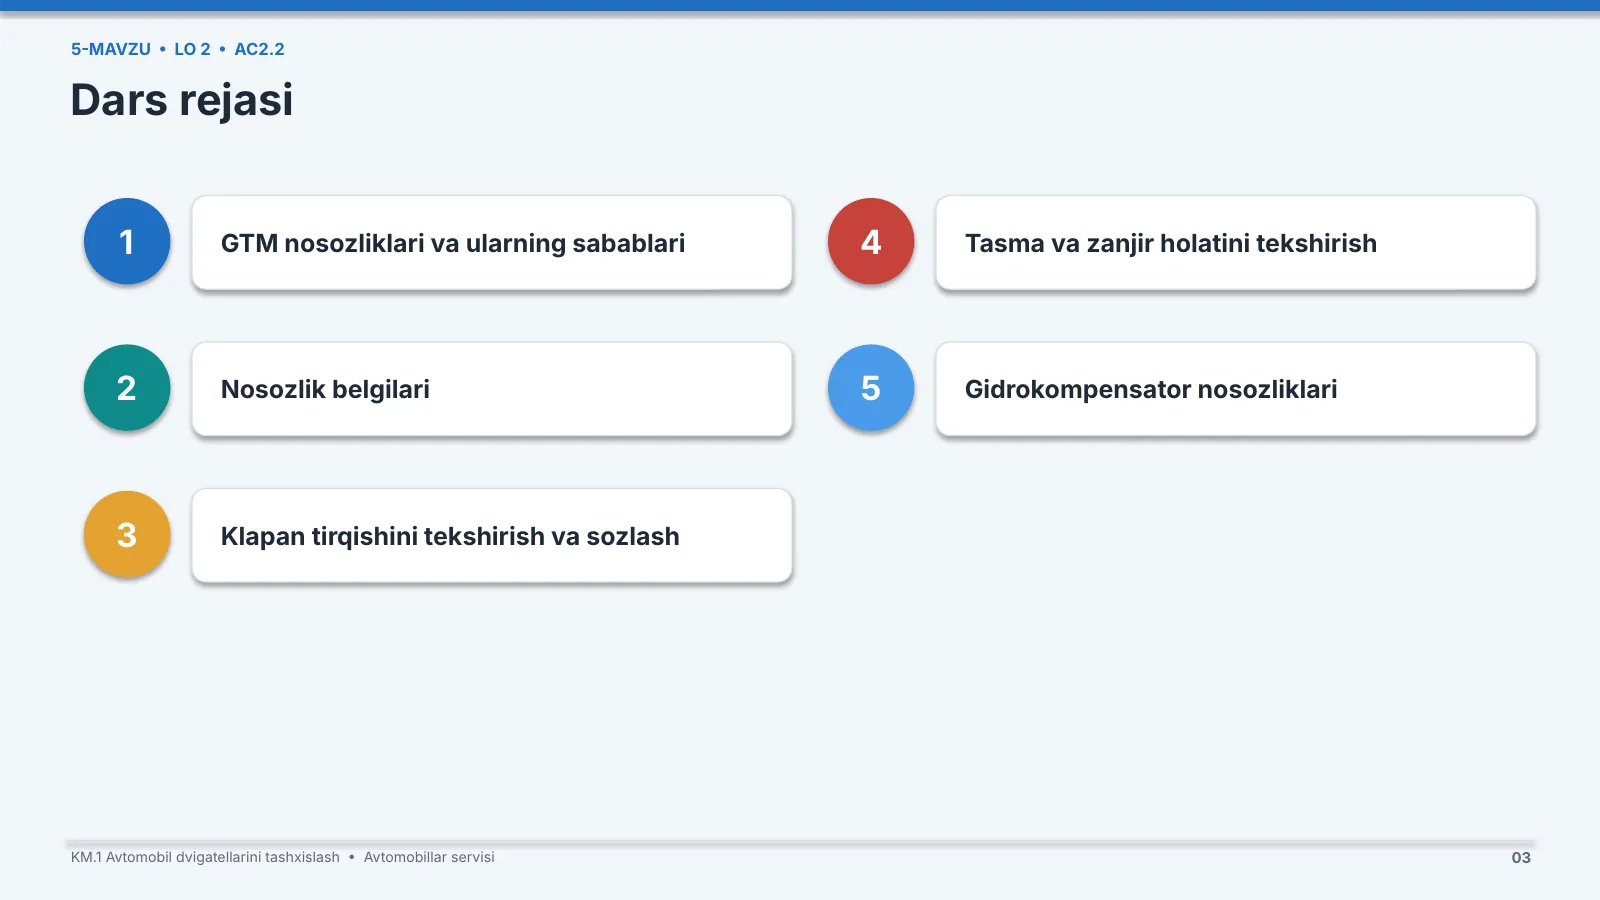 5-MAVZU • LO 2 • AC2.2
Dars rejasi
1
GTM nosozliklari va ularning sabablari
2
Nosozlik belgilari
3
Klapan tirqishini tekshirish va sozlash
4
Tasma va zanjir holatini tekshirish
5
Gidrokompensator nosozliklari
KM.1 Avtomobil dvigatellarini tashxislash • Avtomobillar servisi
03